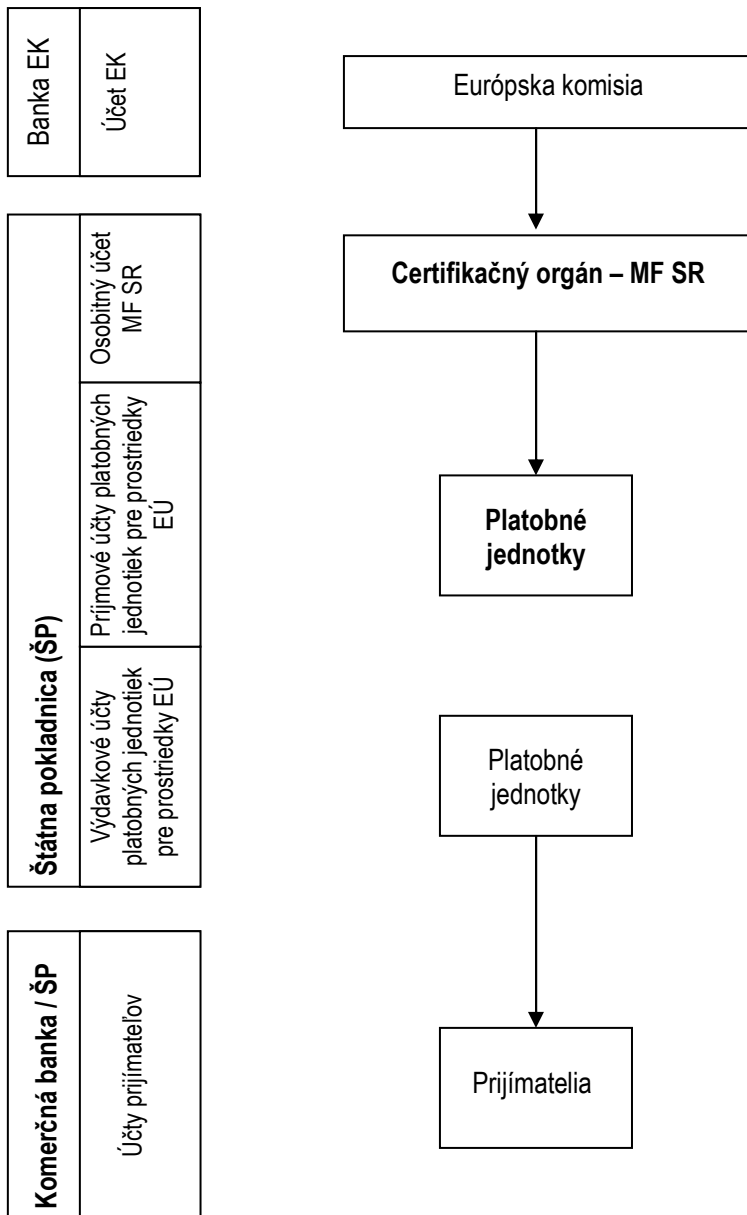 Banka EK
Účet EK
Európska komisia
Štátna pokladnica (ŠP)
Osobitný účet
MF SR
Certifikačný orgán – MF SR
Príjmové účty platobných
jednotiek pre prostriedky
EÚ
Platobné
jednotky
Výdavkové účty
platobných jednotiek
pre prostriedky EÚ
Platobné
jednotky
Komerčná banka / ŠP
Účty prijímateľov
Prijímatelia